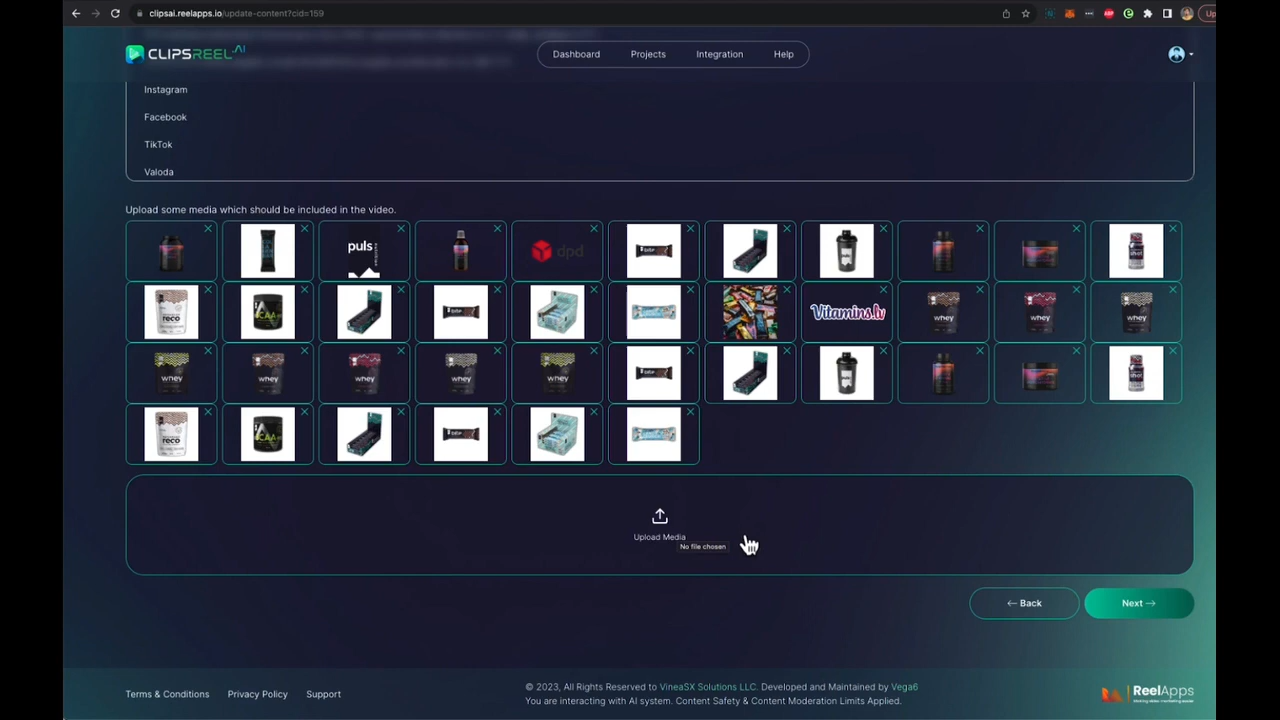 clipsai.reelapps.io/update-content?cid=159
CLIPSREEL AI
Dashboard
Projects
Integration
Help
Instagram
Facebook
TikTok
Valoda
Upload some media which should be included in the video.
puls
dpd
reco
Vitamins.lv
whey
whey
whey
whey
whey
whey
whey
whey
reco
Upload Media
No file chosen
← Back
Next →
Terms & Conditions
Privacy Policy
Support
© 2023, All Rights Reserved to VineaSX Solutions LLC. Developed and Maintained by Vega6
You are interacting with AI system. Content Safety & Content Moderation Limits Applied.
ReelApps